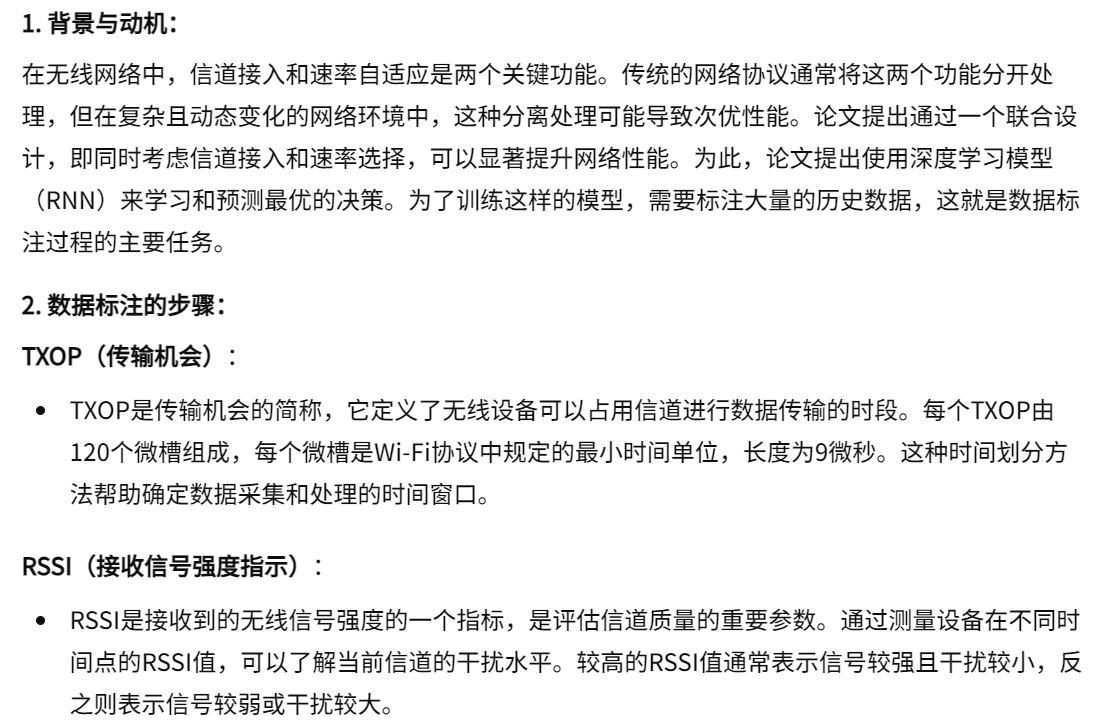 1. 背景与动机：
在无线网络中，信道接入和速率自适应是两个关键功能。传统的网络协议通常将这两个功能分开处
理，但在复杂且动态变化的网络环境中，这种分离处理可能导致次优性能。论文提出通过一个联合设
计，即同时考虑信道接入和速率选择，可以显著提升网络性能。为此，论文提出使用深度学习模型
（RNN）来学习和预测最优的决策。为了训练这样的模型，需要标注大量的历史数据，这就是数据标
注过程的主要任务。
2. 数据标注的步骤：
TXOP（传输机会）：
• TXOP是传输机会的简称，它定义了无线设备可以占用信道进行数据传输的时段。每个TXOP由
120个微槽组成，每个微槽是Wi-Fi协议中规定的最小时间单位，长度为9微秒。这种时间划分方
法帮助确定数据采集和处理的时间窗口。
RSSI（接收信号强度指示）：
• RSSI是接收到的无线信号强度的一个指标，是评估信道质量的重要参数。通过测量设备在不同时
间点的RSSI值，可以了解当前信道的干扰水平。较高的RSSI值通常表示信号较强且干扰较小，反
之则表示信号较弱或干扰较大。